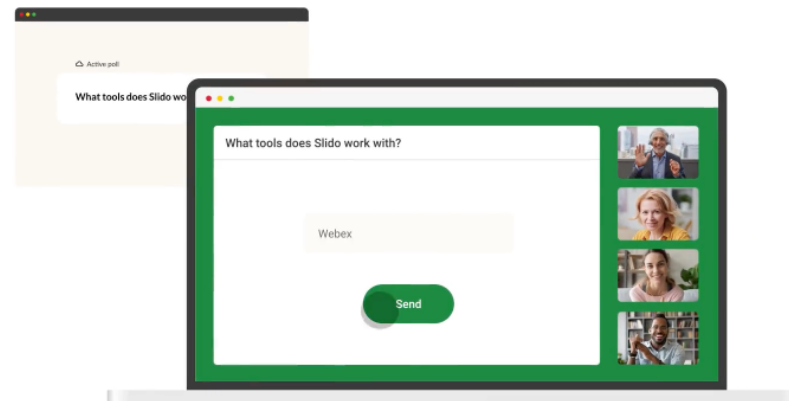 Active poll
What tools does Slido wo
What tools does Slido work with?
Webex
Send